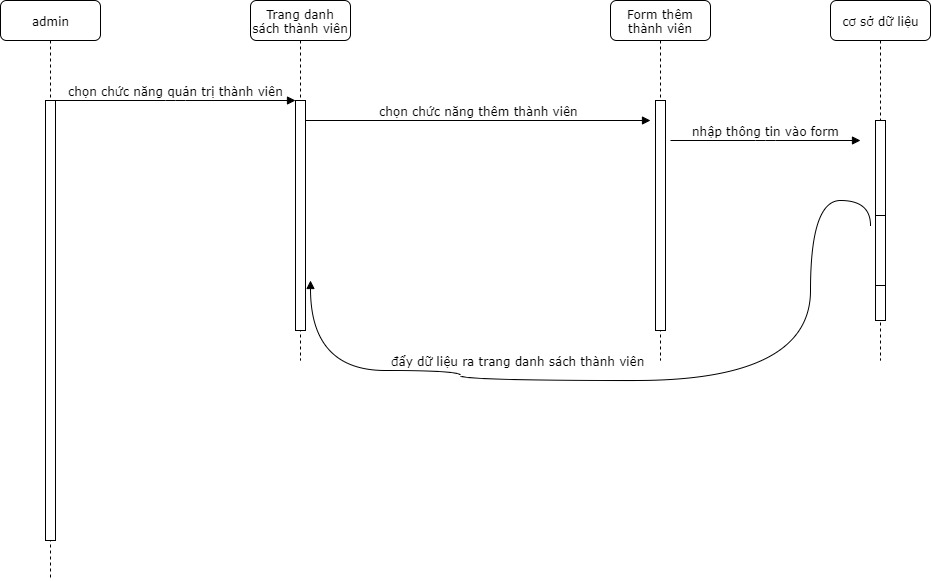 admin
Trang danh
sách thành viên
Form thêm
thành viên
cơ sở dữ liệu
chọn chức năng quản trị thành viên
chọn chức năng thêm thành viên
nhập thông tin vào form
đẩy dữ liệu ra trang danh sách thành viên